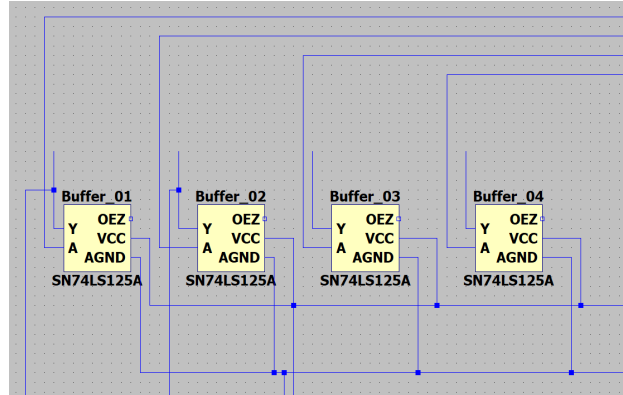 Buffer_01
OEZ
Y
VCC
A
AGND
SN74LS125A
Buffer_02
OEZ
Y
VCC
A
AGND
SN74LS125A
Buffer_03
OEZ
Y
VCC
A
AGND
SN74LS125A
Buffer_04
OEZ
Y
VCC
A
AGND
SN74LS125A